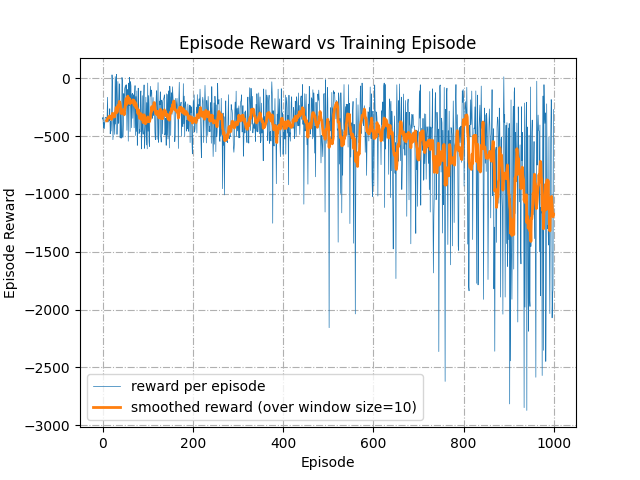 Episode Reward vs Training Episode
0
−500
−1000
−1500
−2000
−2500
−3000
Episode Reward
reward per episode
smoothed reward (over window size=10)
0
200
400
600
800
1000
Episode